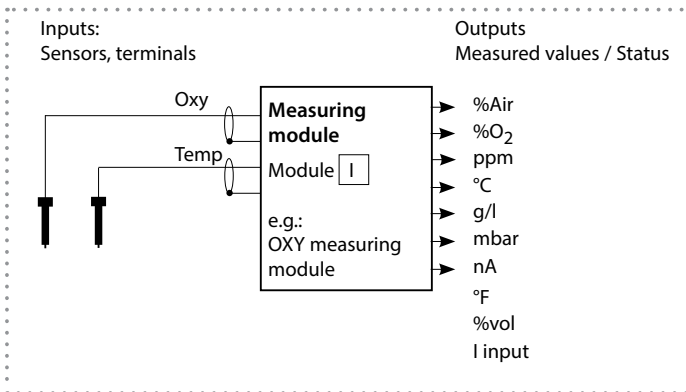 Inputs:
Sensors, terminals
Outputs
Measured values / Status
Oxy
Temp
Measuring
module
Module I
e.g.:
OXY measuring
module
%Air
%O2
ppm
°C
g/l
mbar
nA
°F
%vol
I input